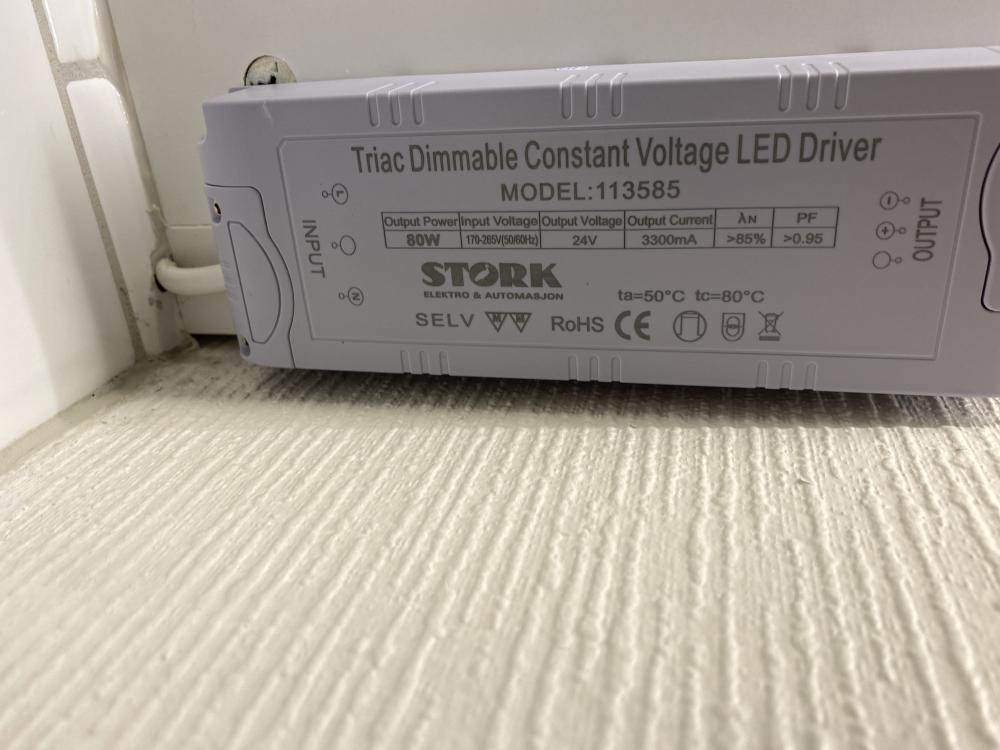 Triac Dimmable Constant Voltage LED Driver
MODEL:113585
INPUT
L
N
Output Power Input Voltage Output Voltage Output Current λN PF
80W 170-265V(50/60Hz) 24V 3300mA >85% >0.95
STORK
ELEKTRO & AUTOMASJON
ta=50°C tc=80°C
SELV M M RoHS CE
OUTPUT
-
+